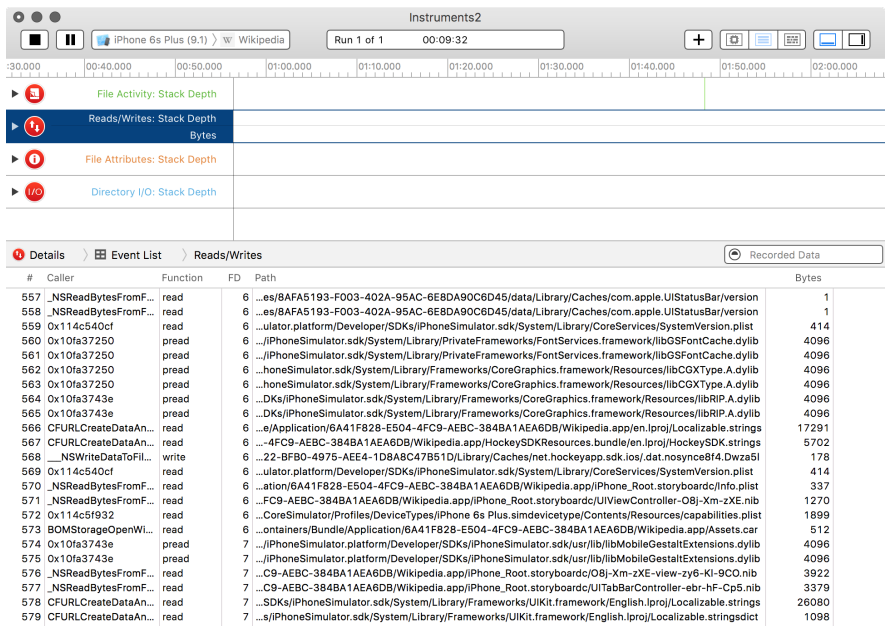 Instruments2
iPhone 6s Plus (9.1) Wikipedia
Run 1 of 1 00:09:32
:30.000 00:40.000 00:50.000 01:00.000 01:10.000 01:20.000 01:30.000 01:40.000 01:50.000 02:00.000
File Activity: Stack Depth
Reads/Writes: Stack Depth
Bytes
File Attributes: Stack Depth
I/O Directory I/O: Stack Depth
Details Event List Reads/Writes Recorded Data
# Caller Function FD Path Bytes
557 _NSReadBytesFromF... read 6 ...es/8AFA5193-F003-402A-95AC-6E8DA90C6D45/data/Library/Caches/com.apple.UIStatusBar/version 1
558 _NSReadBytesFromF... read 6 ...es/8AFA5193-F003-402A-95AC-6E8DA90C6D45/data/Library/Caches/com.apple.UIStatusBar/version 1
559 0x114c540cf read 6 ...ulator.platform/Developer/SDKs/iPhoneSimulator.sdk/System/Library/CoreServices/SystemVersion.plist 414
560 0x10fa37250 pread 6 .../iPhoneSimulator.sdk/System/Library/PrivateFrameworks/FontServices.framework/libGSFontCache.dylib 4096
561 0x10fa37250 pread 6 .../iPhoneSimulator.sdk/System/Library/PrivateFrameworks/FontServices.framework/libGSFontCache.dylib 4096
562 0x10fa37250 pread 6 ...honeSimulator.sdk/System/Library/Frameworks/CoreGraphics.framework/Resources/libCGXType.A.dylib 4096
563 0x10fa37250 pread 6 ...honeSimulator.sdk/System/Library/Frameworks/CoreGraphics.framework/Resources/libCGXType.A.dylib 4096
564 0x10fa3743e pread 6 ...DKs/iPhoneSimulator.sdk/System/Library/Frameworks/CoreGraphics.framework/Resources/libRIP.A.dylib 4096
565 0x10fa3743e pread 6 ...DKs/iPhoneSimulator.sdk/System/Library/Frameworks/CoreGraphics.framework/Resources/libRIP.A.dylib 4096
566 CFURLCreateDataAn... read 6 ...e/Application/6A41F828-E504-4FC9-AEBC-384BA1AEA6DB/Wikipedia.app/en.lproj/Localizable.strings 17291
567 CFURLCreateDataAn... read 6 ...-4FC9-AEBC-384BA1AEA6DB/Wikipedia.app/HockeySDKResources.bundle/en.lproj/HockeySDK.strings 5702
568 ___NSWriteDataToFil... write 6 ...22-BFB0-4975-AEE4-1D8A8C47B51D/Library/Caches/net.hockeyapp.sdk.ios/.dat.nosynce8f4.Dwza5l 178
569 0x114c540cf read 6 ...ulator.platform/Developer/SDKs/iPhoneSimulator.sdk/System/Library/CoreServices/SystemVersion.plist 414
570 _NSReadBytesFromF... read 6 ...ation/6A41F828-E504-4FC9-AEBC-384BA1AEA6DB/Wikipedia.app/iPhone_Root.storyboardc/Info.plist 337
571 _NSReadBytesFromF... read 6 ...FC9-AEBC-384BA1AEA6DB/Wikipedia.app/iPhone_Root.storyboardc/UIViewController-O8j-Xm-zXE.nib 1270
572 0x114c5f932 read 6 ...CoreSimulator/Profiles/DeviceTypes/iPhone 6s Plus.simdevicetype/Contents/Resources/capabilities.plist 1899
573 BOMStorageOpenWi... read 6 ...ontainers/Bundle/Application/6A41F828-E504-4FC9-AEBC-384BA1AEA6DB/Wikipedia.app/Assets.car 512
574 0x10fa3743e pread 7 .../iPhoneSimulator.platform/Developer/SDKs/iPhoneSimulator.sdk/usr/lib/libMobileGestaltExtensions.dylib 4096
575 0x10fa3743e pread 7 .../iPhoneSimulator.platform/Developer/SDKs/iPhoneSimulator.sdk/usr/lib/libMobileGestaltExtensions.dylib 4096
576 _NSReadBytesFromF... read 7 ...C9-AEBC-384BA1AEA6DB/Wikipedia.app/iPhone_Root.storyboardc/O8j-Xm-zXE-view-zy6-Kl-9CO.nib 3922
577 _NSReadBytesFromF... read 7 ...C9-AEBC-384BA1AEA6DB/Wikipedia.app/iPhone_Root.storyboardc/UITabBarController-ebr-hF-Cp5.nib 3379
578 CFURLCreateDataAn... read 7 ...SDKs/iPhoneSimulator.sdk/System/Library/Frameworks/UIKit.framework/English.lproj/Localizable.strings 26080
579 CFURLCreateDataAn... read 7 ...s/iPhoneSimulator.sdk/System/Library/Frameworks/UIKit.framework/English.lproj/Localizable.stringsdict 1098